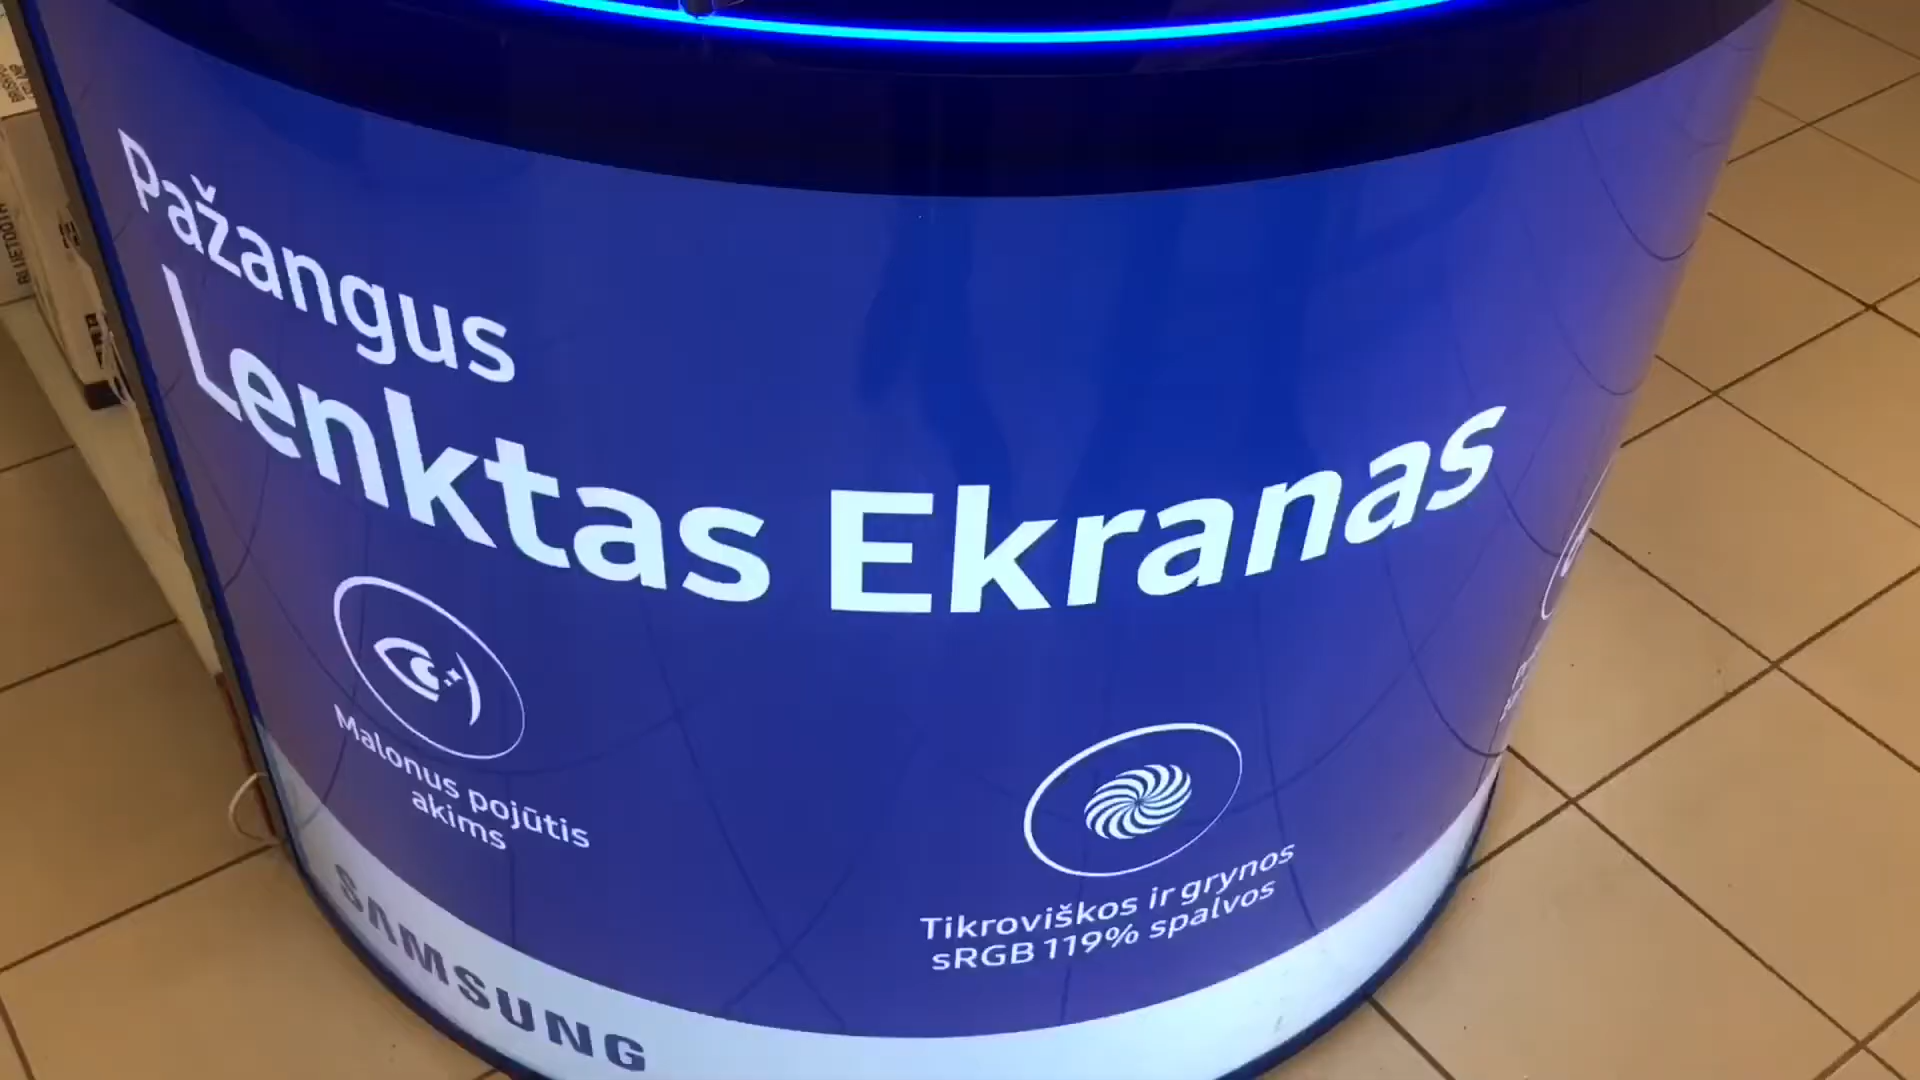 Pažangus
Lenktas Ekranas
Malonus pojūtis
akims
Tikroviškos ir grynos
sRGB 119% spalvos
SAMSUNG